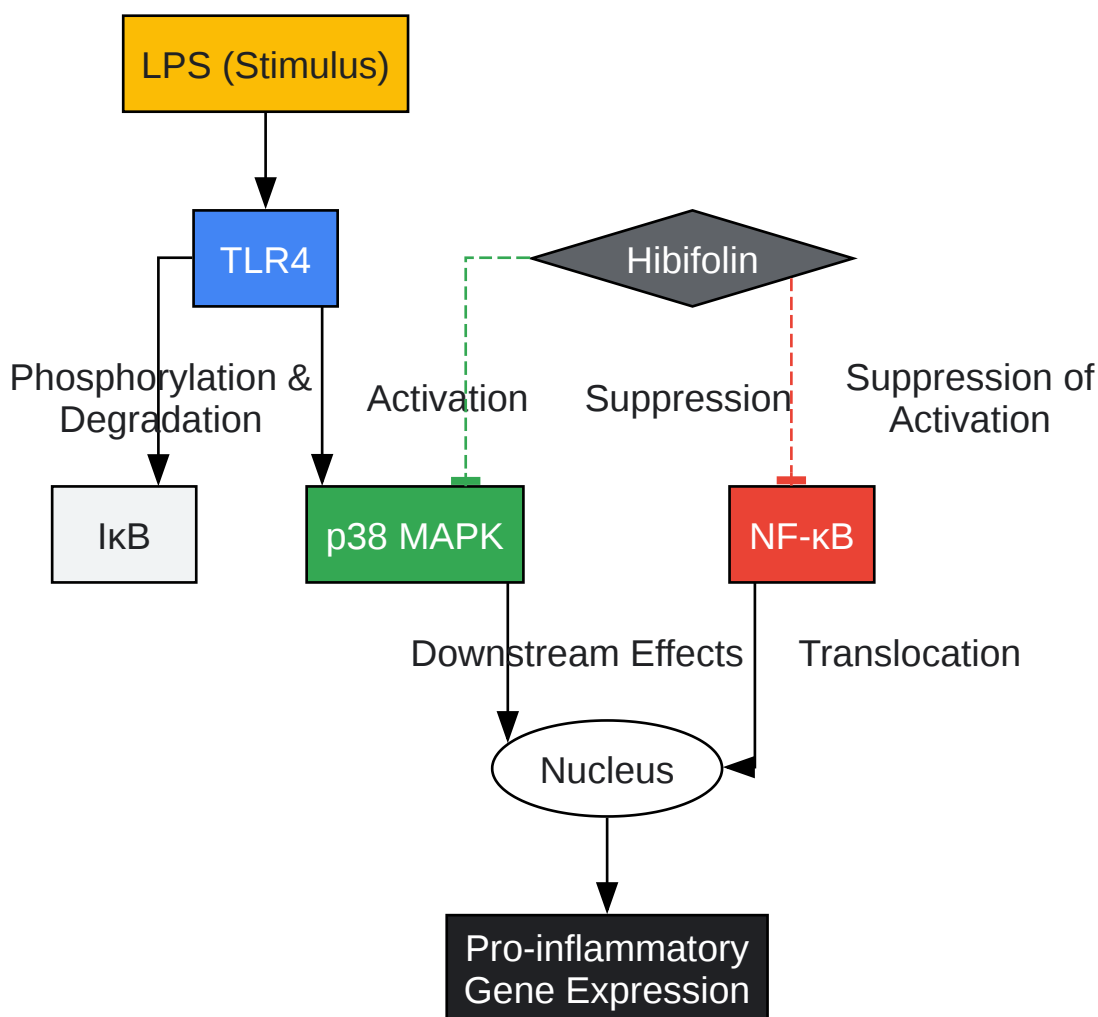 LPS (Stimulus)
TLR4
Hibifolin
Phosphorylation &
Degradation
Activation
Suppression
Suppression of
Activation
IκB
p38 MAPK
NF-κB
Downstream Effects
Translocation
Nucleus
Pro-inflammatory
Gene Expression